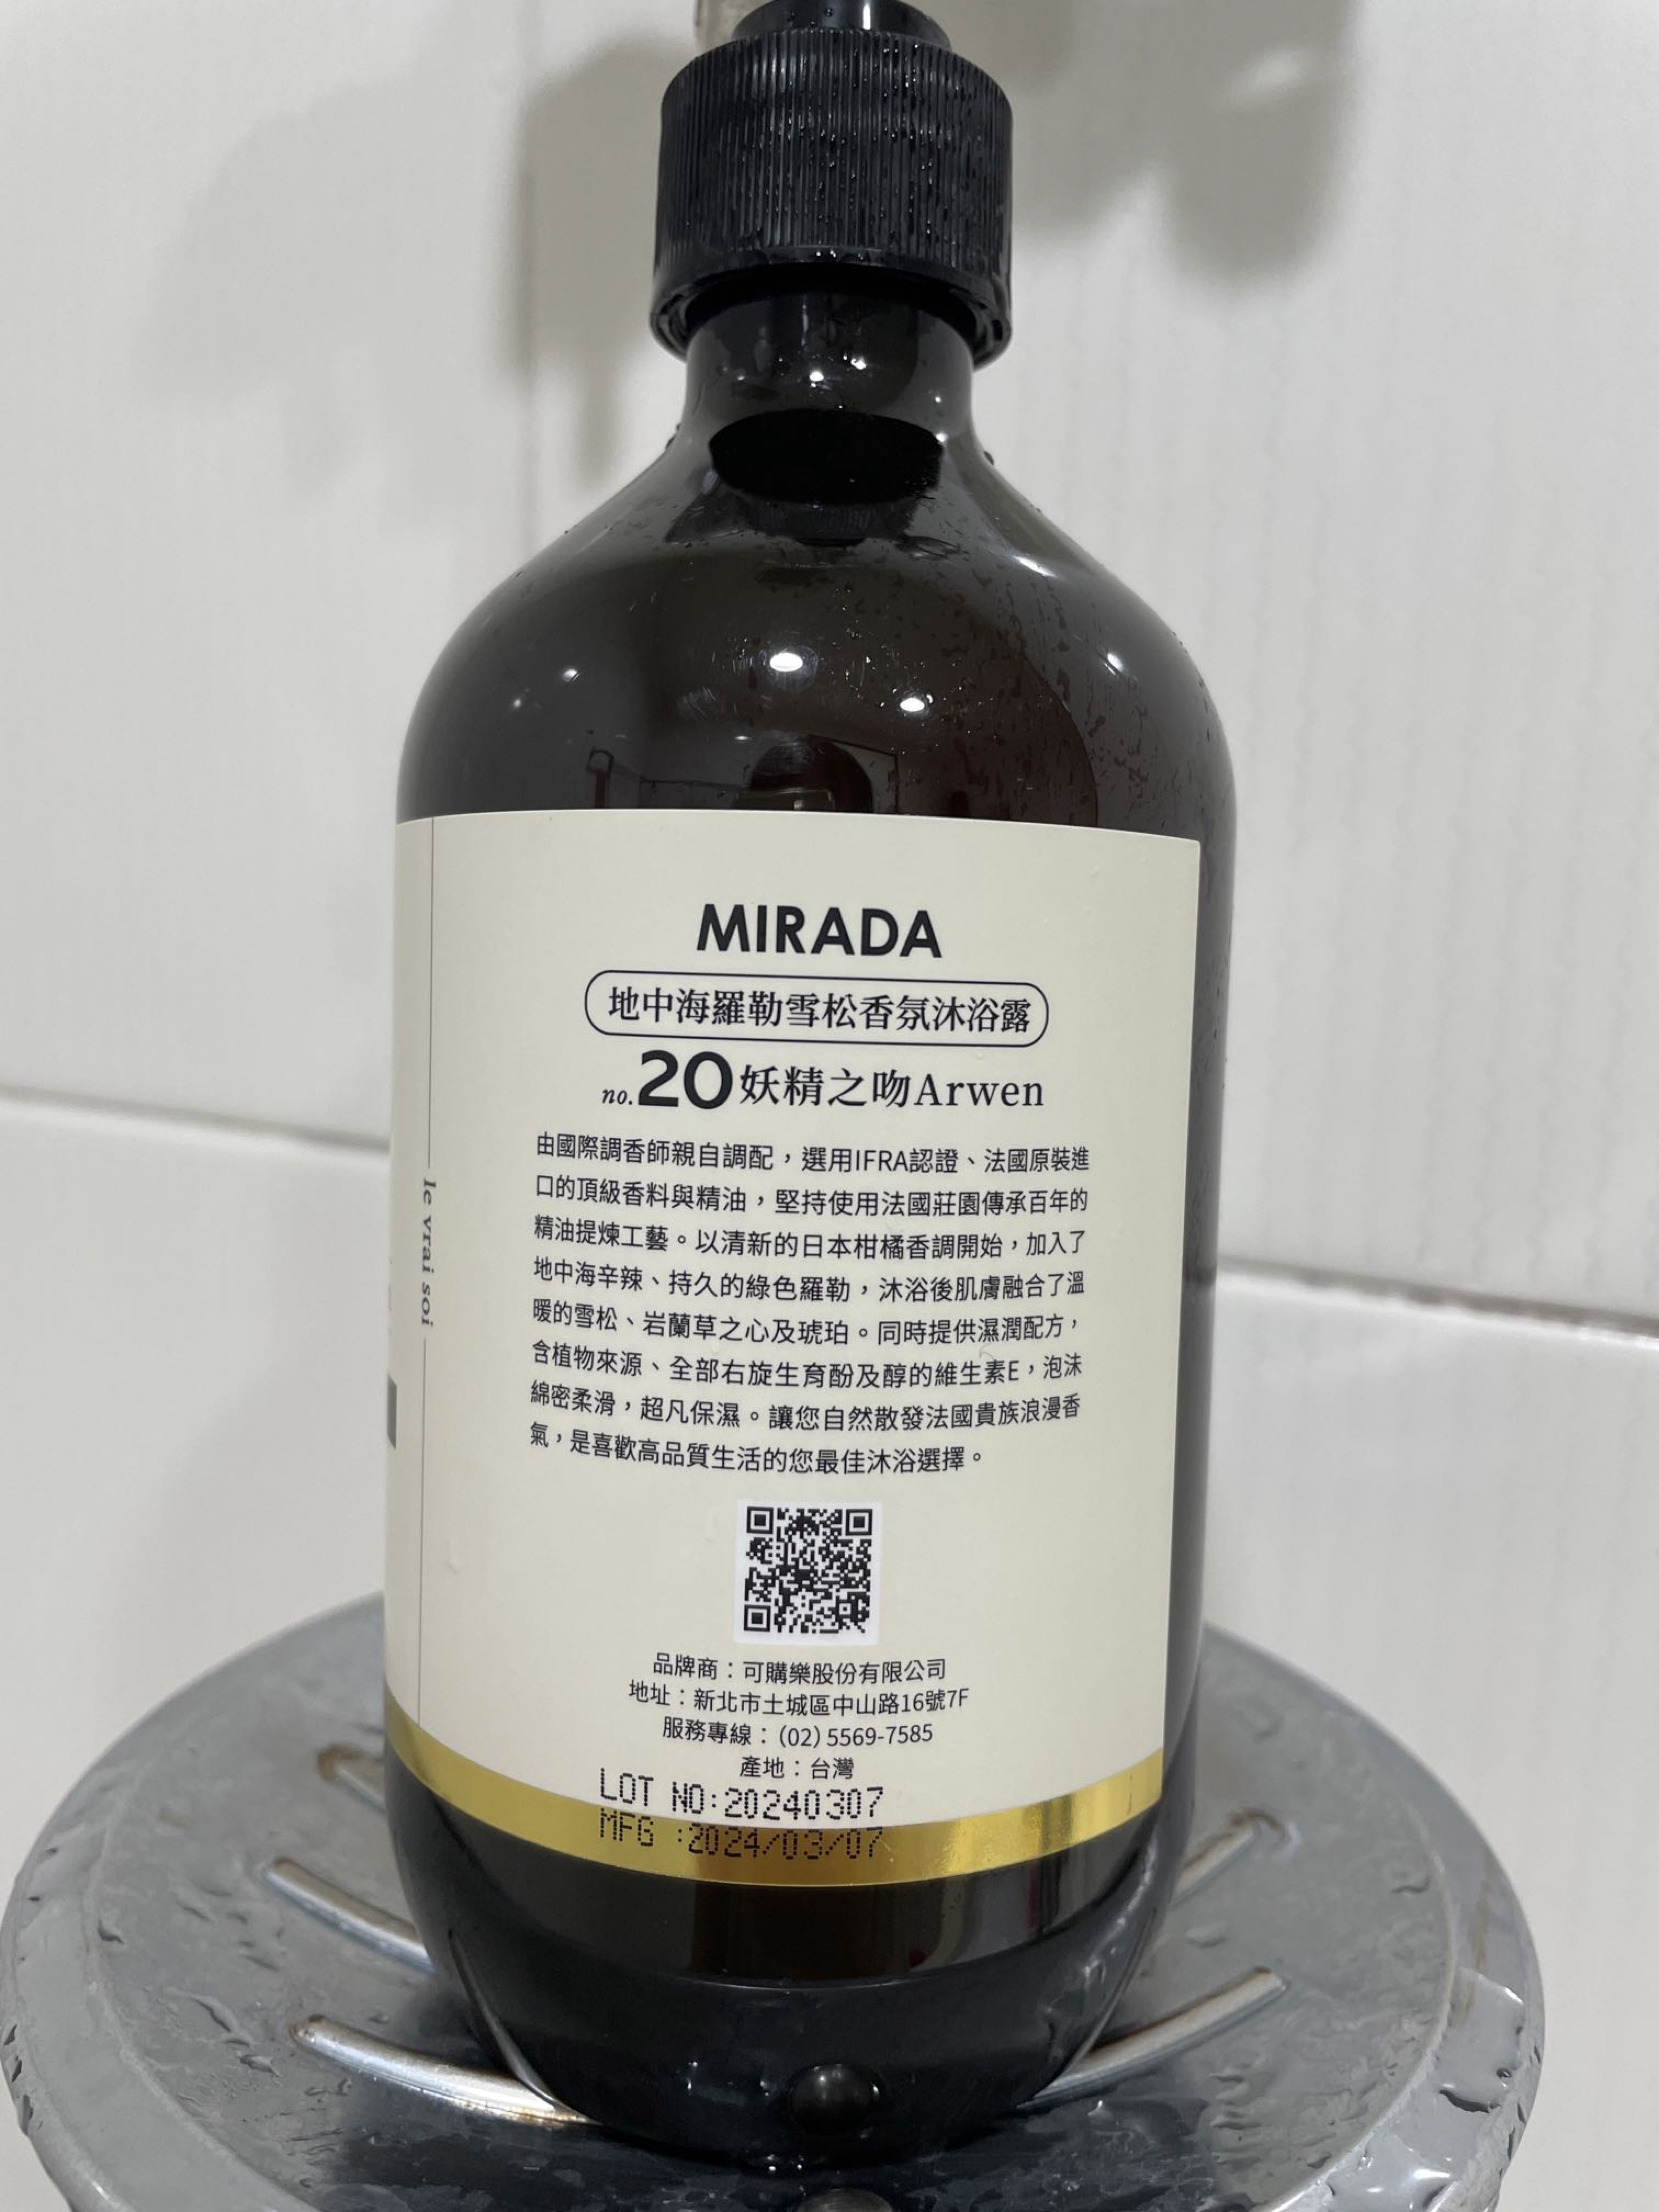 MIRADA
地中海羅勒雪松香氛沐浴露
no.20妖精之吻Arwen
由國際調香師親自調配，選用IFRA認證、法國原裝進
口的頂級香料與精油，堅持使用法國莊園傳承百年的
精油提煉工藝。以清新的日本柑橘香調開始，加入了
地中海辛辣、持久的綠色羅勒，沐浴後肌膚融合了溫
暖的雪松、岩蘭草之心及琥珀。同時提供濕潤配方，
含植物來源、全部右旋生育酚及醇的維生素E，泡沫
綿密柔滑，超凡保濕。讓您自然散發法國貴族浪漫香
氣，是喜歡高品質生活的您最佳沐浴選擇。
le vrai soi
品牌商：可購樂股份有限公司
地址：新北市土城區中山路16號7F
服務專線：(02) 5569-7585
產地：台灣
LOT NO:20240307
MFG :2024/03/07